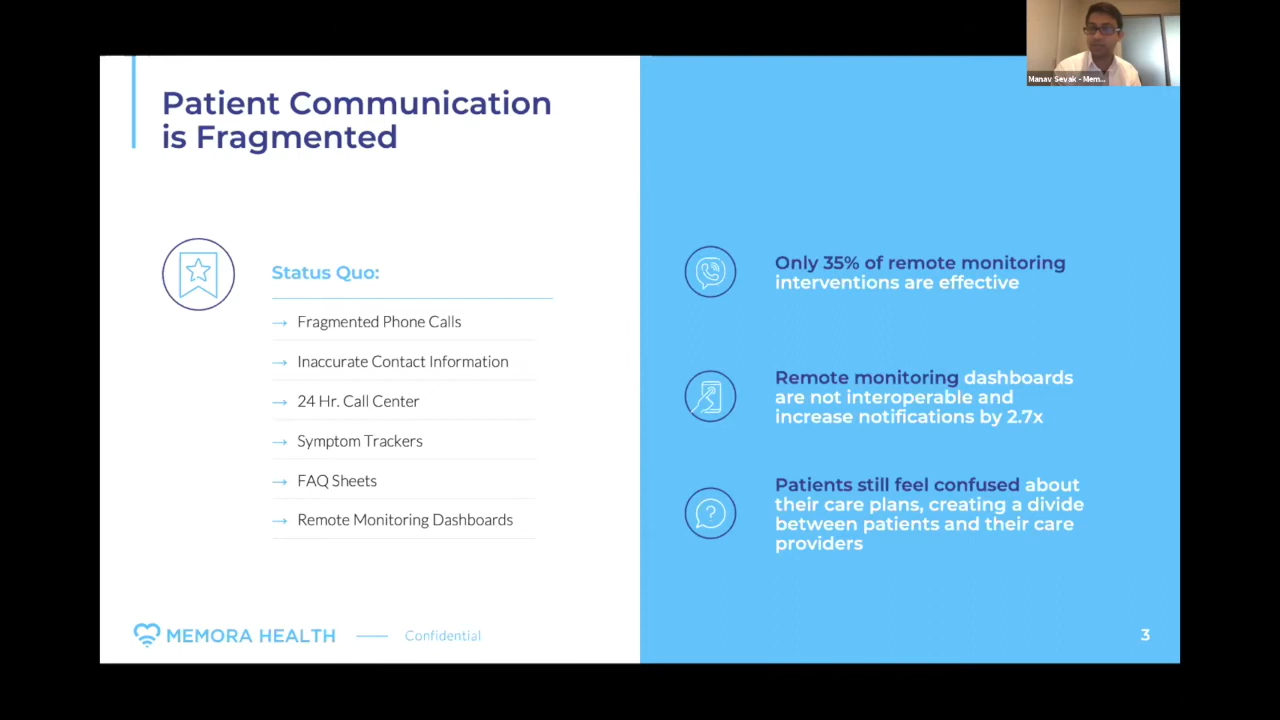 Manav Sevak - Mem...
Patient Communication
is Fragmented
Status Quo:
→ Fragmented Phone Calls
→ Inaccurate Contact Information
→ 24 Hr. Call Center
→ Symptom Trackers
→ FAQ Sheets
→ Remote Monitoring Dashboards
Only 35% of remote monitoring
interventions are effective
Remote monitoring dashboards
are not interoperable and
increase notifications by 2.7x
Patients still feel confused about
their care plans, creating a divide
between patients and their care
providers
?
MEMORA HEALTH
Confidential
3